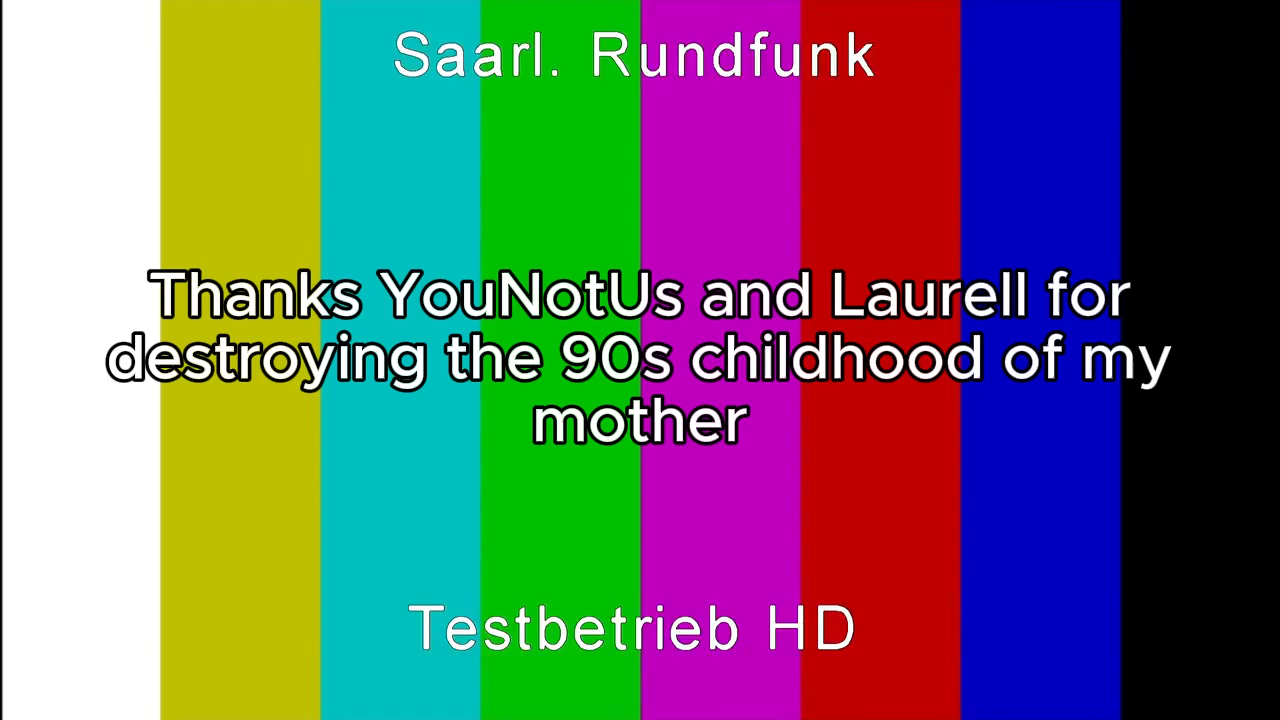 Saarl. Rundfunk
Thanks YouNotUs and Laurell for
destroying the 90s childhood of my
mother
Testbetrieb HD